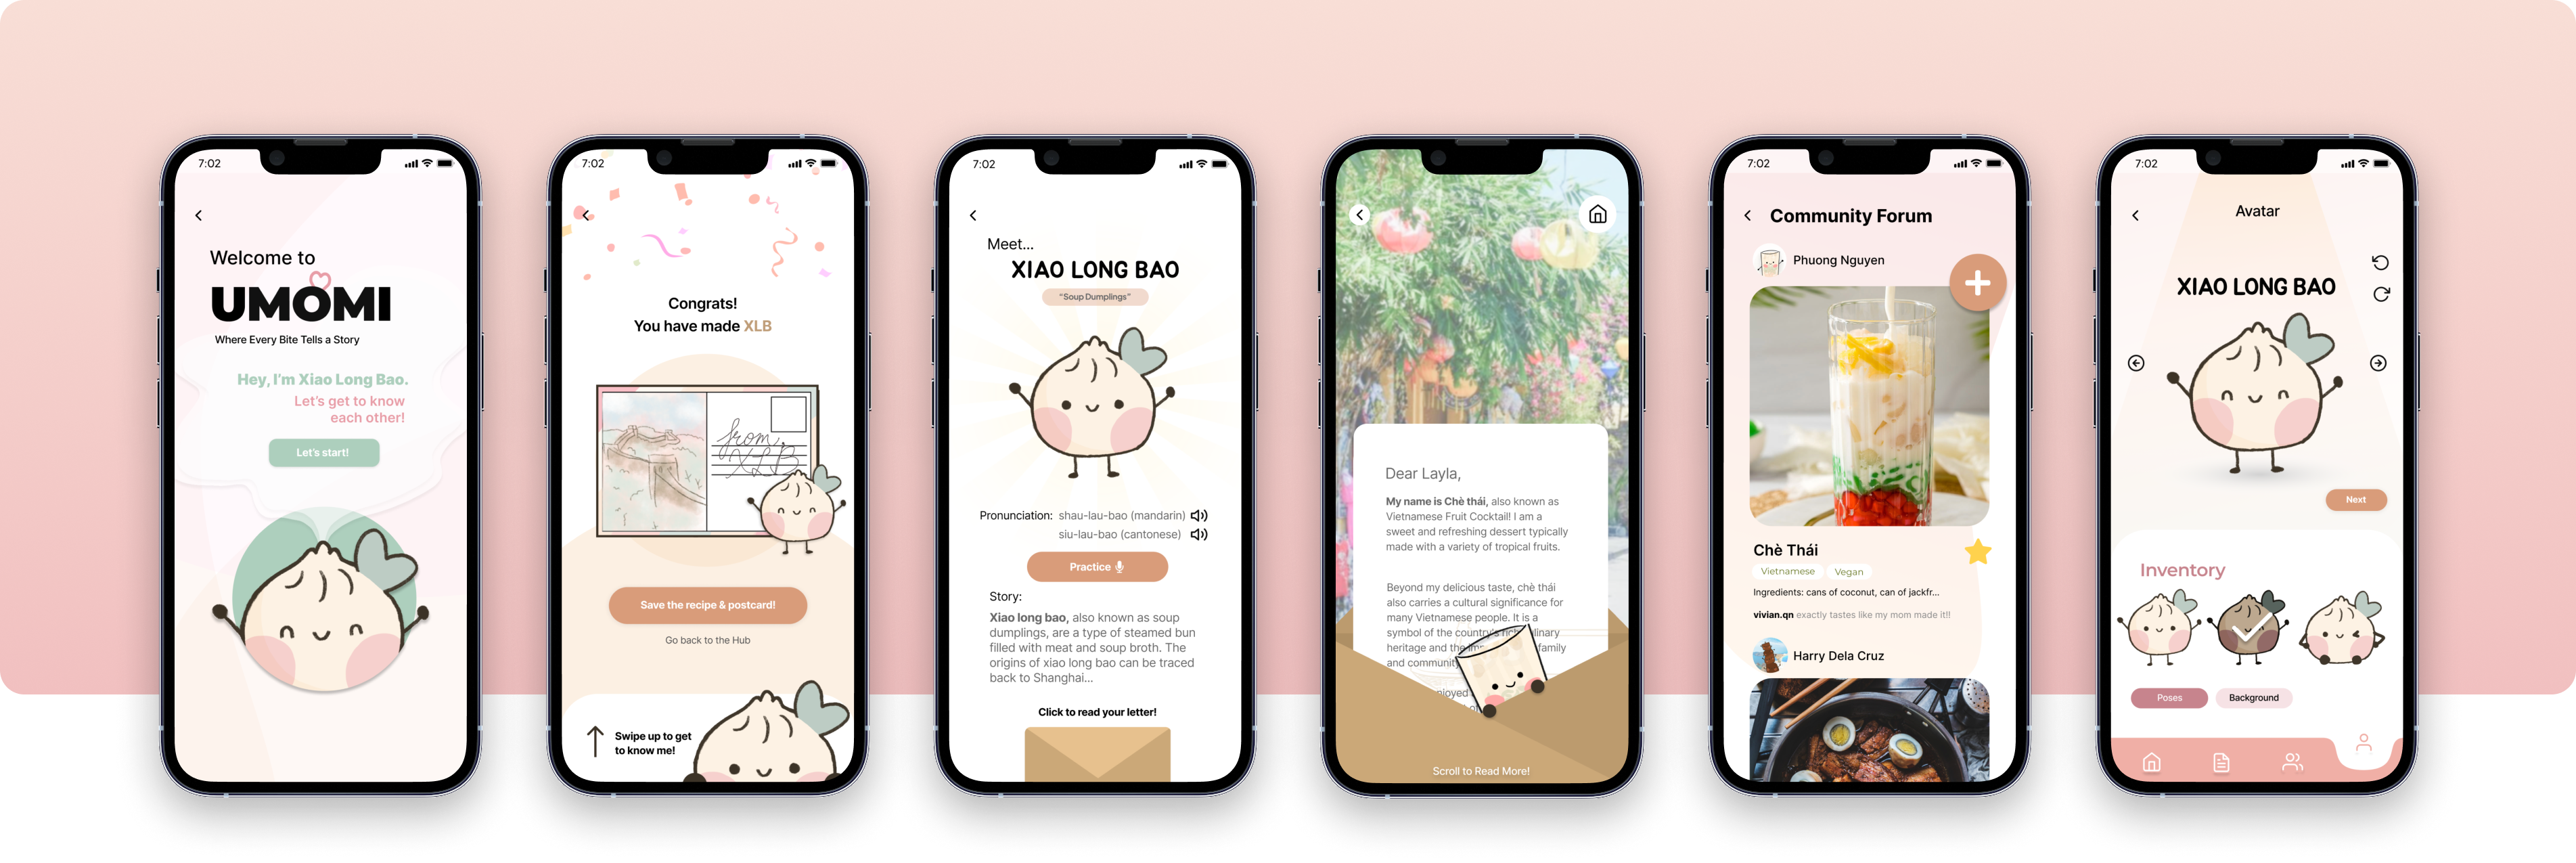 7:02
Welcome to
UMOMI
Where Every Bite Tells a Story
Hey, I'm Xiao Long Bao.
Let's get to know
each other!
Let's start!
7:02
Congrats!
You have made XLB
from,
XLB
Save the recipe & postcard!
Go back to the Hub
Swipe up to get
to know me!
7:02
Meet...
XIAO LONG BAO
"Soup Dumplings"
Pronunciation: shau-lau-bao (mandarin)
siu-lau-bao (cantonese)
Practice
Story:
Xiao long bao, also known as soup
dumplings, are a type of steamed bun
filled with meat and soup broth. The
origins of xiao long bao can be traced
back to Shanghai...
Click to read your letter!
Dear Layla,
My name is Chè thái, also known as
Vietnamese Fruit Cocktail! I am a
sweet and refreshing dessert typically
made with a variety of tropical fruits.
Beyond my delicious taste, chè thái
also carries a cultural significance for
many Vietnamese people. It is a
symbol of the country's
heritage and the family
and community
Scroll to Read More!
7:02
Community Forum
Phuong Nguyen
Chè Thái
Vietnamese Vegan
Ingredients: cans of coconut, can of jackfr...
vivian.qn exactly tastes like my mom made it!!
Harry Dela Cruz
7:02
Avatar
XIAO LONG BAO
Next
Inventory
Poses Background